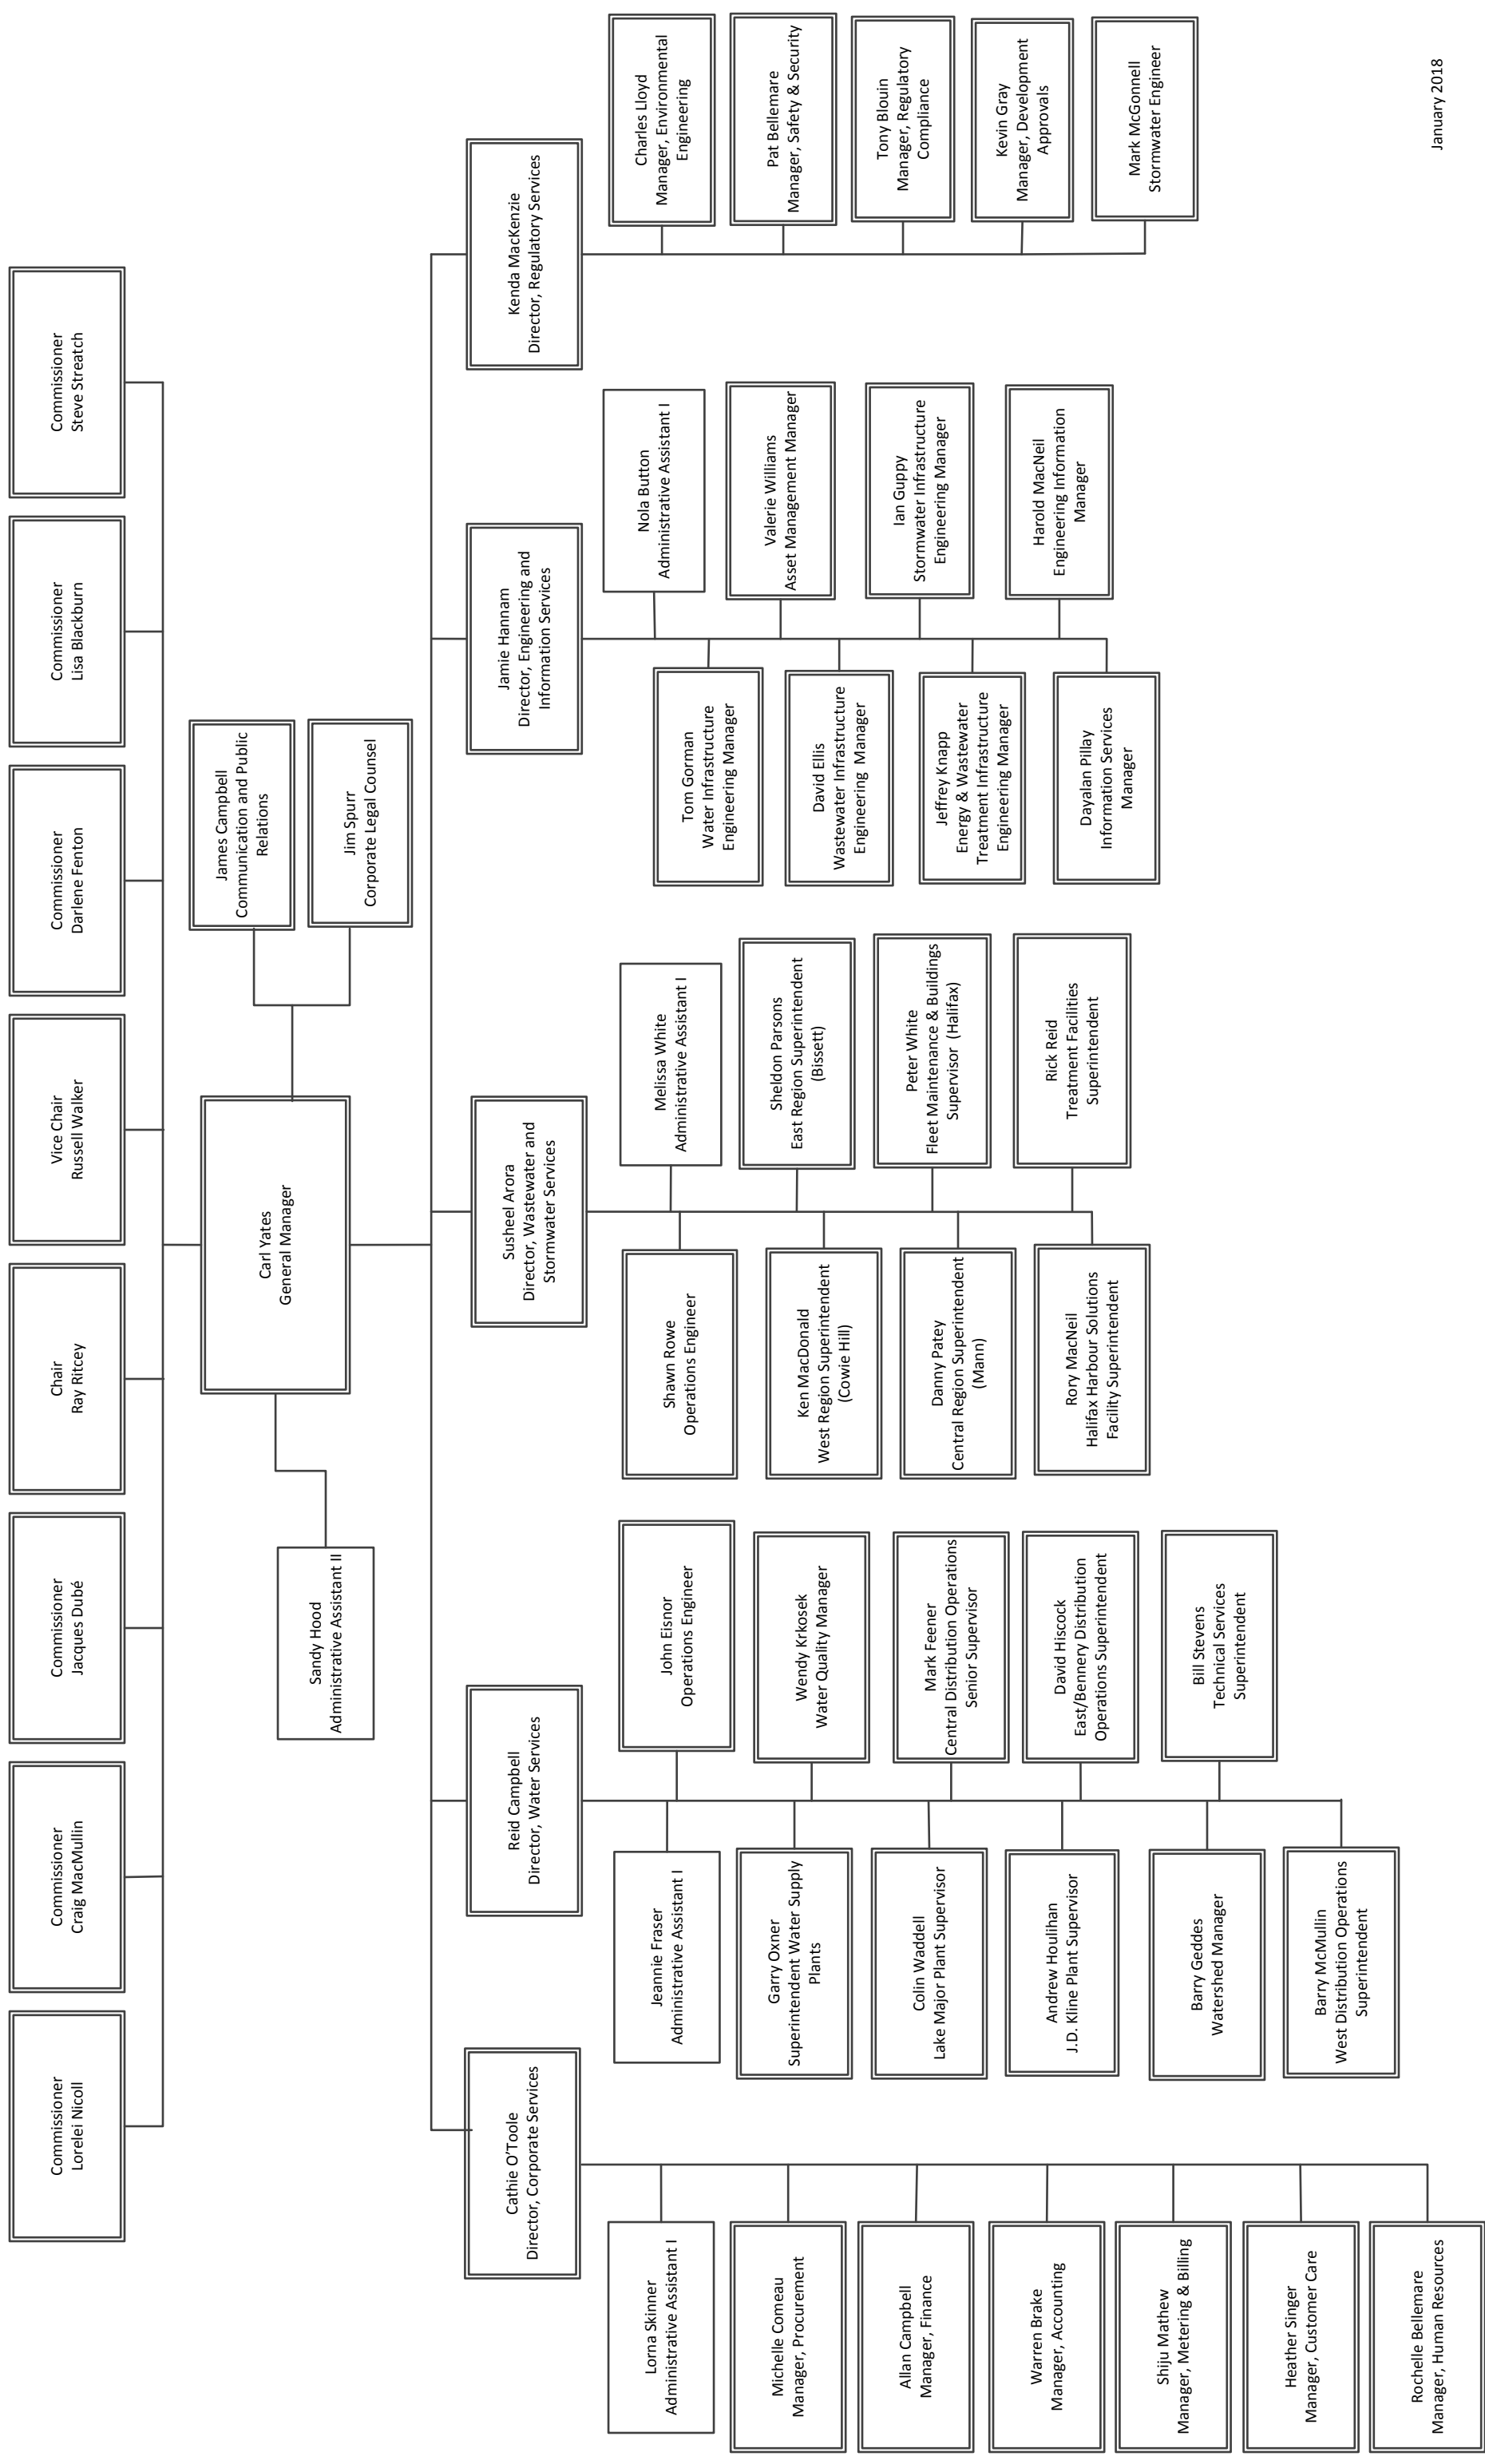 Commissioner
Lorelei Nicoll
Commissioner
Craig MacMullin
Commissioner
Jacques Dubé
Chair
Ray Ritcey
Vice Chair
Russell Walker
Commissioner
Darlene Fenton
Commissioner
Lisa Blackburn
Commissioner
Steve Streatch
Carl Yates
General Manager
James Campbell
Communication and Public
Relations
Jim Spurr
Corporate Legal Counsel
Sandy Hood
Administrative Assistant II
Cathie O’Toole
Director, Corporate Services
Lorna Skinner
Administrative Assistant I
Michelle Comeau
Manager, Procurement
Allan Campbell
Manager, Finance
Warren Brake
Manager, Accounting
Shiju Mathew
Manager, Metering & Billing
Heather Singer
Manager, Customer Care
Rochelle Bellemare
Manager, Human Resources
Reid Campbell
Director, Water Services
Jeannie Fraser
Administrative Assistant I
John Eisnor
Operations Engineer
Garry Oxner
Superintendent Water Supply
Plants
Wendy Krkosek
Water Quality Manager
Colin Waddell
Lake Major Plant Supervisor
Mark Feener
Central Distribution Operations
Senior Supervisor
Andrew Houlihan
J.D. Kline Plant Supervisor
David Hiscock
East/Bennery Distribution
Operations Superintendent
Barry Geddes
Watershed Manager
Bill Stevens
Technical Services
Superintendent
Barry McMullin
West Distribution Operations
Superintendent
Susheel Arora
Director, Wastewater and
Stormwater Services
Shawn Rowe
Operations Engineer
Melissa White
Administrative Assistant I
Ken MacDonald
West Region Superintendent
(Cowie Hill)
Sheldon Parsons
East Region Superintendent
(Bissett)
Danny Patey
Central Region Superintendent
(Mann)
Peter White
Fleet Maintenance & Buildings
Supervisor (Halifax)
Rory MacNeil
Halifax Harbour Solutions
Facility Superintendent
Rick Reid
Treatment Facilities
Superintendent
Jamie Hannam
Director, Engineering and
Information Services
Nola Button
Administrative Assistant I
Tom Gorman
Water Infrastructure
Engineering Manager
Valerie Williams
Asset Management Manager
David Ellis
Wastewater Infrastructure
Engineering Manager
Ian Guppy
Stormwater Infrastructure
Engineering Manager
Jeffrey Knapp
Energy & Wastewater
Treatment Infrastructure
Engineering Manager
Harold MacNeil
Engineering Information
Manager
Dayalan Pillay
Information Services
Manager
Kenda MacKenzie
Director, Regulatory Services
Charles Lloyd
Manager, Environmental
Engineering
Pat Bellemare
Manager, Safety & Security
Tony Blouin
Manager, Regulatory
Compliance
Kevin Gray
Manager, Development
Approvals
Mark McGonnell
Stormwater Engineer
January 2018